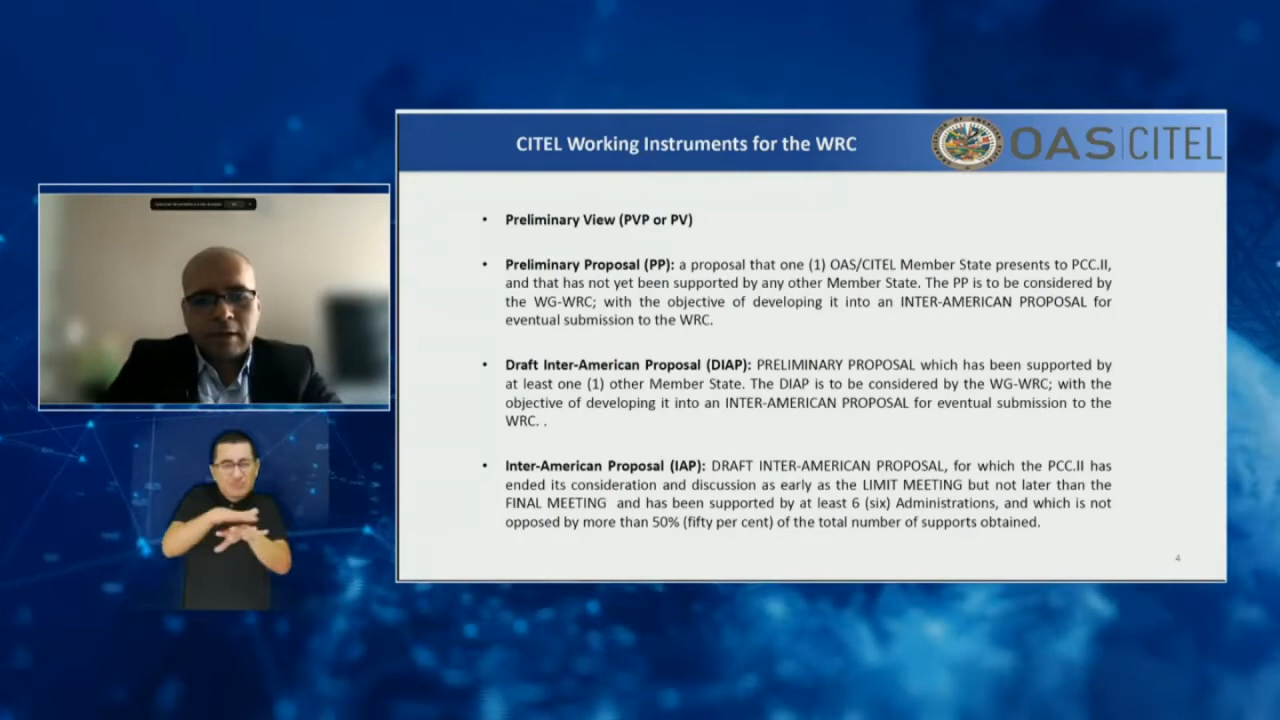 CITEL Working Instruments for the WRC
OAS CITEL
• Preliminary View (PVP or PV)
• Preliminary Proposal (PP): a proposal that one (1) OAS/CITEL Member State presents to PCC.II,
and that has not yet been supported by any other Member State. The PP is to be considered by
the WG-WRC; with the objective of developing it into an INTER-AMERICAN PROPOSAL for
eventual submission to the WRC.
• Draft Inter-American Proposal (DIAP): PRELIMINARY PROPOSAL which has been supported by
at least one (1) other Member State. The DIAP is to be considered by the WG-WRC; with the
objective of developing it into an INTER-AMERICAN PROPOSAL for eventual submission to the
WRC. .
• Inter-American Proposal (IAP): DRAFT INTER-AMERICAN PROPOSAL, for which the PCC.II has
ended its consideration and discussion as early as the LIMIT MEETING but not later than the
FINAL MEETING and has been supported by at least 6 (six) Administrations, and which is not
opposed by more than 50% (fifty per cent) of the total number of supports obtained.
4